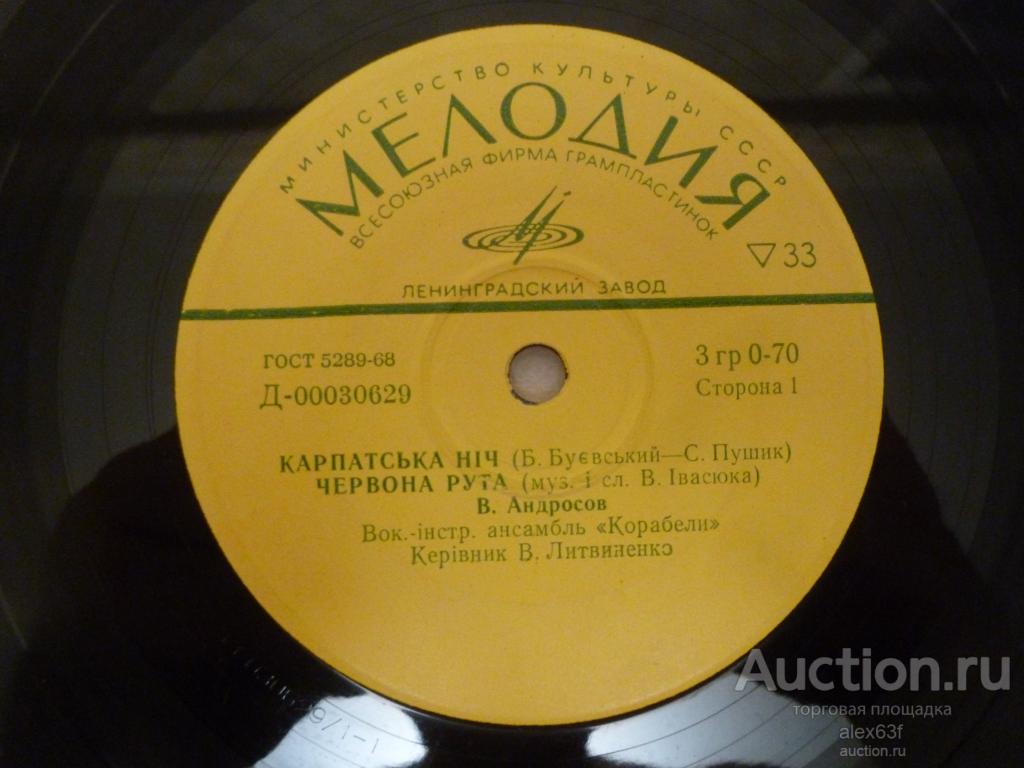 МИНИСТЕРСТВО КУЛЬТУРЫ СССР
МЕЛОДИЯ
ВСЕСОЮЗНАЯ ФИРМА ГРАМПЛАСТИНОК
33
ЛЕНИНГРАДСКИЙ ЗАВОД
ГОСТ 5289-68
3 гр 0-70
Д-00030629
Сторона 1
КАРПАТСЬКА НІЧ (Б. Буєвський—С. Пушик)
ЧЕРВОНА РУТА (муз. і сл. В. Івасюка)
В. Андросов
Вок.-інстр. ансамбль «Корабели»
Керівник В. Литвиненко
Auction.ru
торговая площадка
alex63f
auction.ru